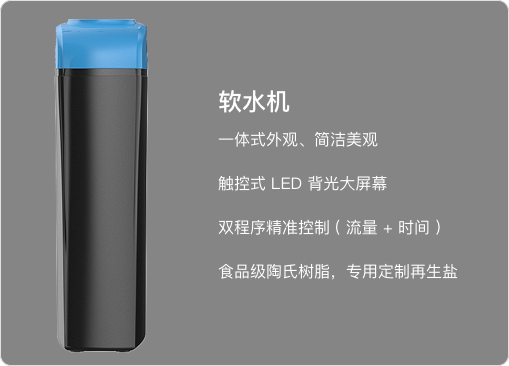 软水机
一体式外观、简洁美观
触控式 LED 背光大屏幕
双程序精准控制（流量 + 时间）
食品级陶氏树脂，专用定制再生盐